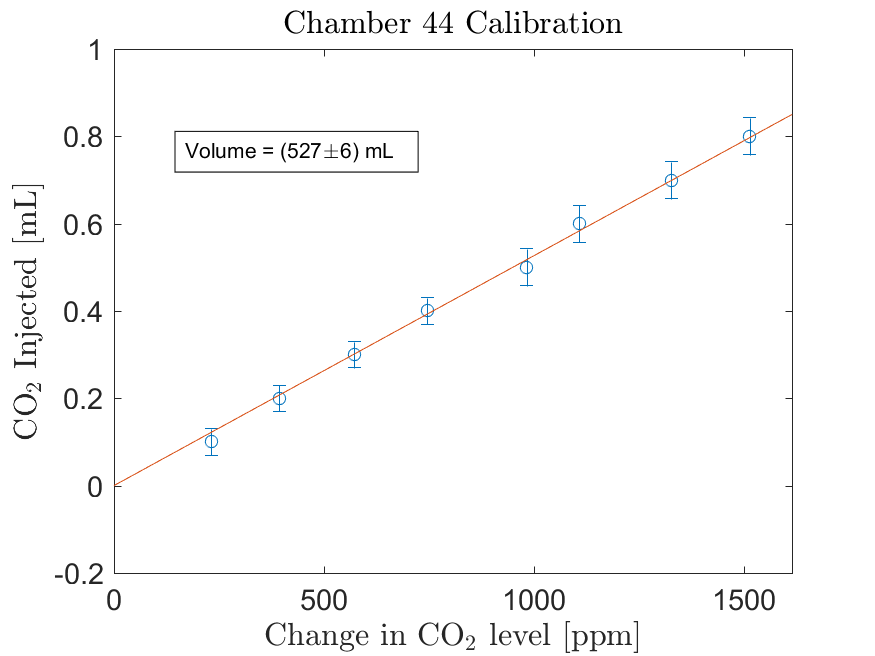 Chamber 44 Calibration
1
0.8
Volume = (527±6) mL
0.6
0.4
0.2
0
-0.2
CO₂ Injected [mL]
0 500 1000 1500
Change in CO₂ level [ppm]